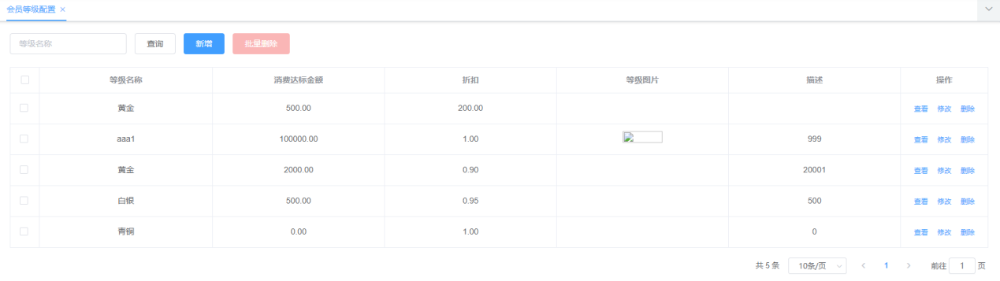 会员等级配置 ×
等级名称 查询 新增 批量删除
等级名称 消费达标金额 折扣 等级图片 描述 操作
黄金 500.00 200.00 查看 修改 删除
aaa1 100000.00 1.00 999 查看 修改 删除
黄金 2000.00 0.90 20001 查看 修改 删除
白银 500.00 0.95 500 查看 修改 删除
青铜 0.00 1.00 0 查看 修改 删除
共 5 条 10条/页 1 前往 1 页